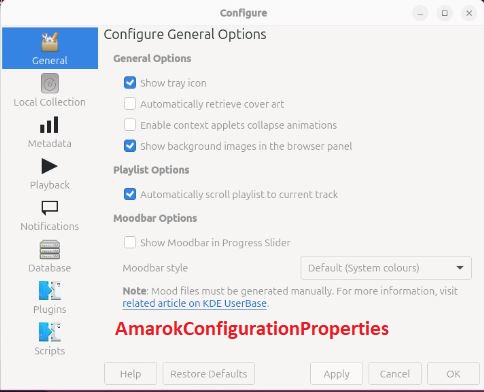 Configure
General
Local Collection
Metadata
Playback
Notifications
Database
Plugins
Scripts
Configure General Options
General Options
Show tray icon
Automatically retrieve cover art
Enable context applets collapse animations
Show background images in the browser panel
Playlist Options
Automatically scroll playlist to current track
Moodbar Options
Show Moodbar in Progress Slider
Moodbar style Default (System colours)
Note: Mood files must be generated manually. For more information, visit
related article on KDE UserBase.
AmarokConfigurationProperties
Help Restore Defaults Apply Cancel OK